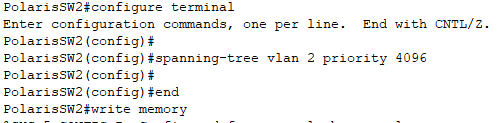 PolarisSW2#configure terminal
Enter configuration commands, one per line.  End with CNTL/Z.
PolarisSW2(config)#
PolarisSW2(config)#spanning-tree vlan 2 priority 4096
PolarisSW2(config)#
PolarisSW2(config)#end
PolarisSW2#write memory